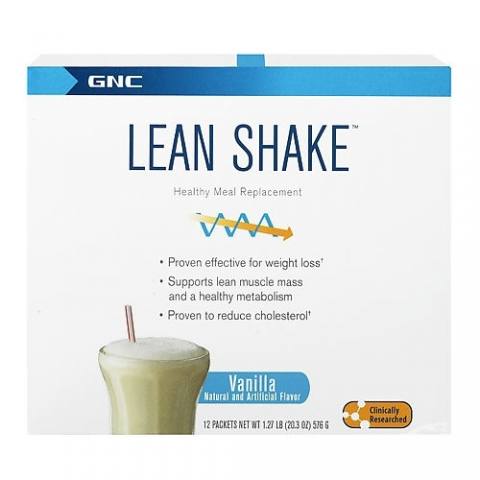 GNC
LEAN SHAKE™
Healthy Meal Replacement
• Proven effective for weight loss†
• Supports lean muscle mass
and a healthy metabolism
• Proven to reduce cholesterol†
Vanilla
Natural and Artificial Flavor
12 PACKETS NET WT 1.27 LB (20.3 OZ) 576 G
Clinically
Researched